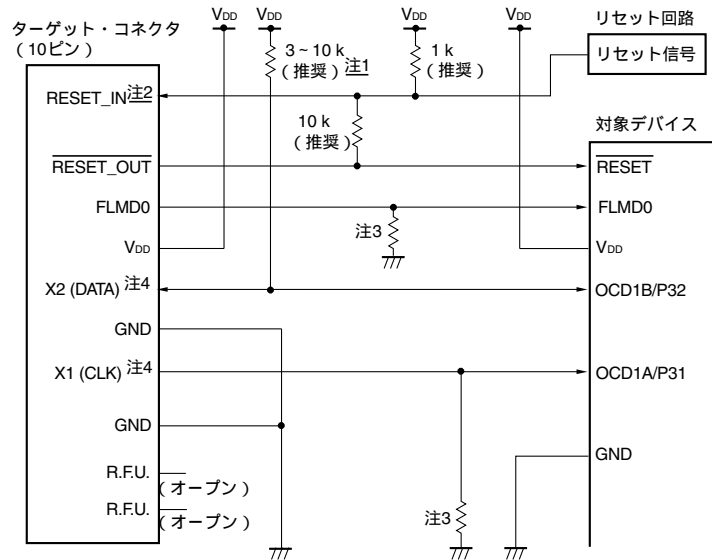 VDD
VDD
VDD
VDD
リセット回路
リセット信号
ターゲット・コネクタ
（10ピン）
3~10 k
（推奨）注1
1 k
（推奨）
RESET_IN注2
10 k
（推奨）
対象デバイス
RESET_OUT
RESET
FLMD0
FLMD0
注3
VDD
VDD
X2 (DATA) 注4
OCD1B/P32
GND
X1 (CLK) 注4
OCD1A/P31
GND
GND
R.F.U.
（オープン）
R.F.U.
（オープン）
注3